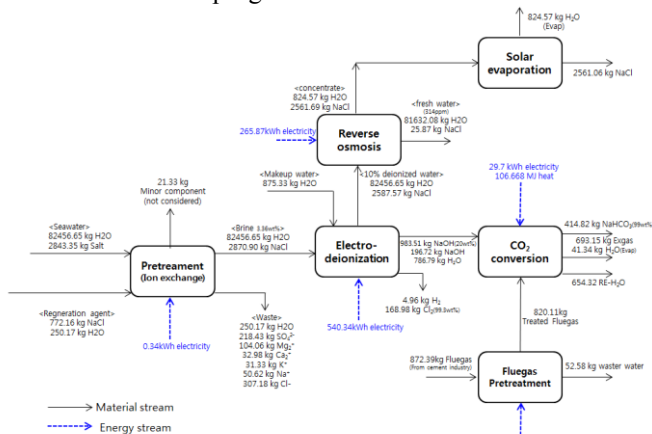 824.57 kg H₂O
(Evap)
Solar
evaporation
2561.06 kg NaCl
<concentrate>
824.57 kg H2O
2561.69 kg NaCl
<fresh water>
(314ppm)
81632.08 kg H2O
25.87 kg NaCl
265.87kWh electricity
Reverse
osmosis
21.33 kg
Minor component
(not considered)
<Makeup water>
875.33 kg H2O
<10% deionized water>
82456.65 kg H2O
2587.57 kg NaCl
29.7 kWh electricity
106.668 MJ heat
<Seawater>
82456.65 kg H2O
2843.35 kg Salt
Pretreament
(Ion exchange)
<Brine 3.36wt%>
82456.65 kg H2O
2870.90 kg NaCl
Electro-
deionization
983.51 kg NaOH(20wt%)
196.72 kg NaOH
786.79 kg H₂O
CO₂
conversion
414.82 kg NaHCO₃(99wt%)
693.15 kg Exgas
41.34 kg H₂O(Evap)
654.32 RE-H₂O
<Regneration agent>
772.16 kg NaCl
250.17 kg H2O
0.34kWh electricity
<Waste>
250.17 kg H2O
218.43 kg SO₄²⁻
104.06 kg Mg₂⁺
32.98 kg Ca₂⁺
31.33 kg K⁺
50.62 kg Na⁺
307.18 kg Cl-
4.96 kg H₂
168.98 kg Cl₂(99.3wt%)
540.34kWh electricity
820.11kg
Treated Fluegas
872.39kg Fluegas
(From cement industry)
Fluegas
Pretreatment
52.58 kg waster water
Material stream
Energy stream